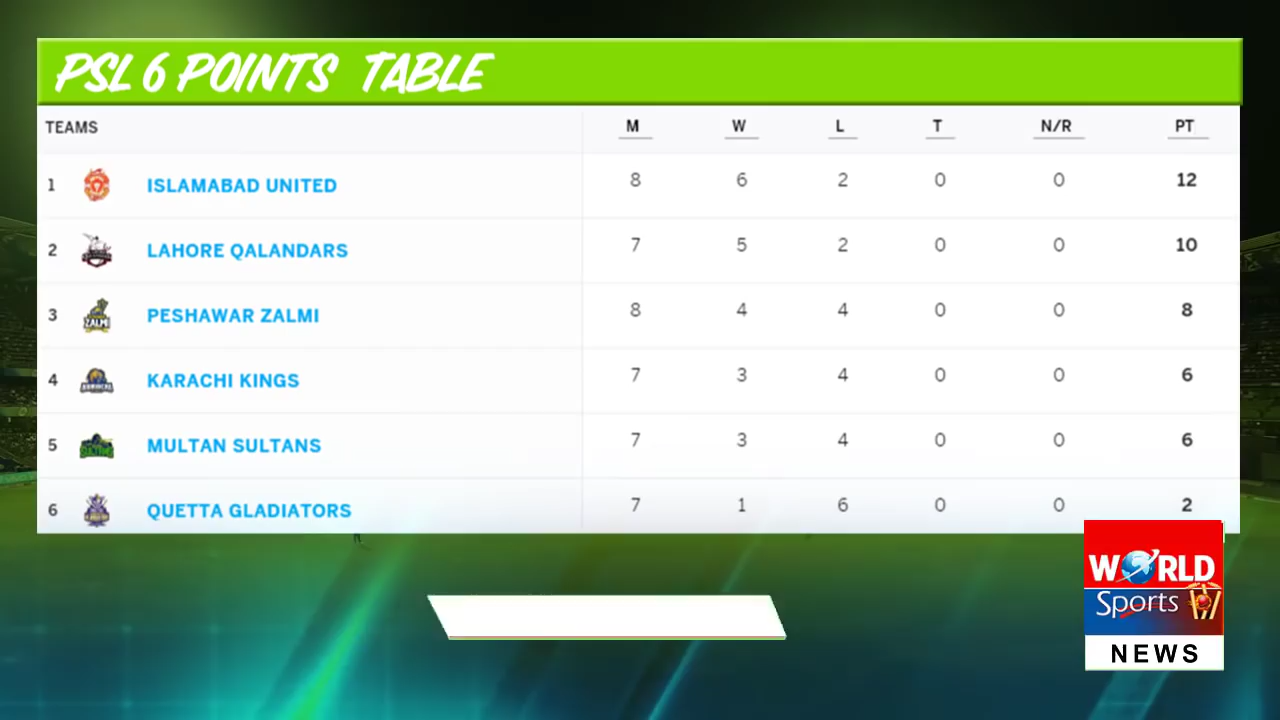 PSL 6 POINTS TABLE
TEAMS M W L T N/R PT
1 ISLAMABAD UNITED 8 6 2 0 0 12
2 LAHORE QALANDARS 7 5 2 0 0 10
3 ZALMI PESHAWAR ZALMI 8 4 4 0 0 8
4 KARACHI KINGS 7 3 4 0 0 6
5 MULTAN SULTANS 7 3 4 0 0 6
6 QUETTA GLADIATORS 7 1 6 0 0 2
WORLD
Sports
NEWS